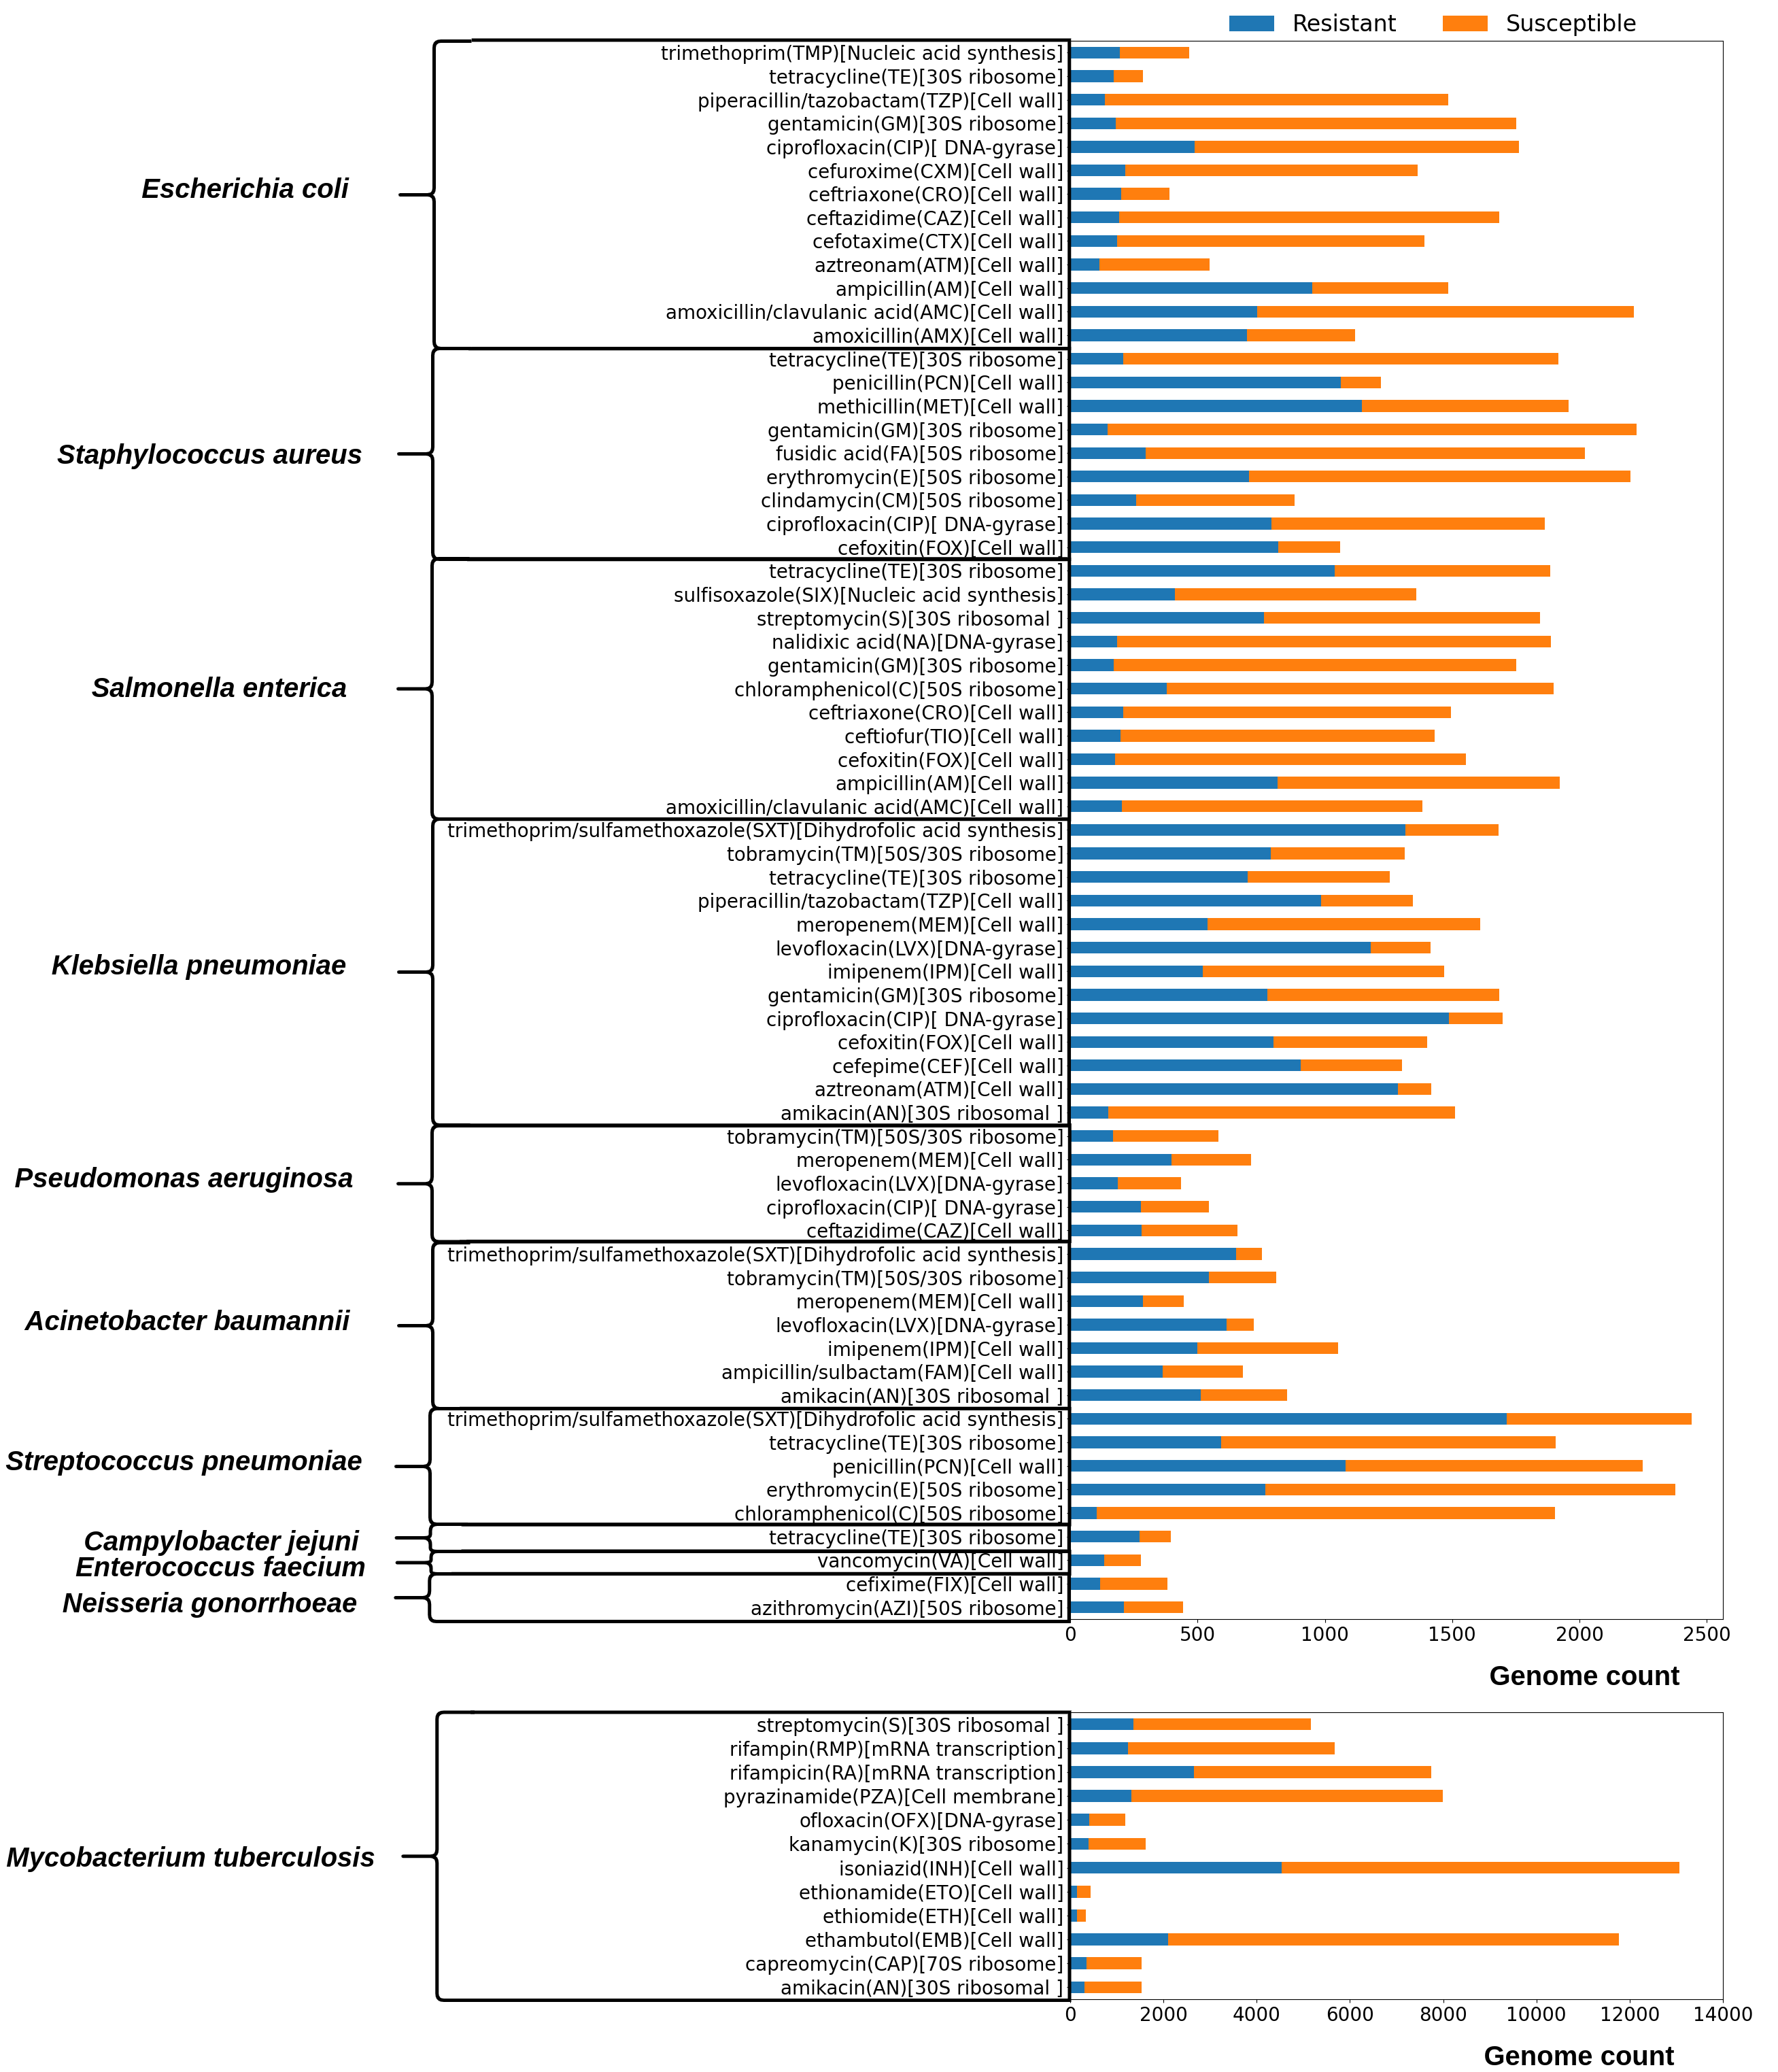 Resistant Susceptible
Escherichia coli
trimethoprim(TMP)[Nucleic acid synthesis]
tetracycline(TE)[30S ribosome]
piperacillin/tazobactam(TZP)[Cell wall]
gentamicin(GM)[30S ribosome]
ciprofloxacin(CIP)[ DNA-gyrase]
cefuroxime(CXM)[Cell wall]
ceftriaxone(CRO)[Cell wall]
ceftazidime(CAZ)[Cell wall]
cefotaxime(CTX)[Cell wall]
aztreonam(ATM)[Cell wall]
ampicillin(AM)[Cell wall]
amoxicillin/clavulanic acid(AMC)[Cell wall]
amoxicillin(AMX)[Cell wall]
Staphylococcus aureus
tetracycline(TE)[30S ribosome]
penicillin(PCN)[Cell wall]
methicillin(MET)[Cell wall]
gentamicin(GM)[30S ribosome]
fusidic acid(FA)[50S ribosome]
erythromycin(E)[50S ribosome]
clindamycin(CM)[50S ribosome]
ciprofloxacin(CIP)[ DNA-gyrase]
cefoxitin(FOX)[Cell wall]
Salmonella enterica
tetracycline(TE)[30S ribosome]
sulfisoxazole(SIX)[Nucleic acid synthesis]
streptomycin(S)[30S ribosomal ]
nalidixic acid(NA)[DNA-gyrase]
gentamicin(GM)[30S ribosome]
chloramphenicol(C)[50S ribosome]
ceftriaxone(CRO)[Cell wall]
ceftiofur(TIO)[Cell wall]
cefoxitin(FOX)[Cell wall]
ampicillin(AM)[Cell wall]
amoxicillin/clavulanic acid(AMC)[Cell wall]
Klebsiella pneumoniae
trimethoprim/sulfamethoxazole(SXT)[Dihydrofolic acid synthesis]
tobramycin(TM)[50S/30S ribosome]
tetracycline(TE)[30S ribosome]
piperacillin/tazobactam(TZP)[Cell wall]
meropenem(MEM)[Cell wall]
levofloxacin(LVX)[DNA-gyrase]
imipenem(IPM)[Cell wall]
gentamicin(GM)[30S ribosome]
ciprofloxacin(CIP)[ DNA-gyrase]
cefoxitin(FOX)[Cell wall]
cefepime(CEF)[Cell wall]
aztreonam(ATM)[Cell wall]
amikacin(AN)[30S ribosomal ]
Pseudomonas aeruginosa
tobramycin(TM)[50S/30S ribosome]
meropenem(MEM)[Cell wall]
levofloxacin(LVX)[DNA-gyrase]
ciprofloxacin(CIP)[ DNA-gyrase]
ceftazidime(CAZ)[Cell wall]
Acinetobacter baumannii
trimethoprim/sulfamethoxazole(SXT)[Dihydrofolic acid synthesis]
tobramycin(TM)[50S/30S ribosome]
meropenem(MEM)[Cell wall]
levofloxacin(LVX)[DNA-gyrase]
imipenem(IPM)[Cell wall]
ampicillin/sulbactam(FAM)[Cell wall]
amikacin(AN)[30S ribosomal ]
Streptococcus pneumoniae
trimethoprim/sulfamethoxazole(SXT)[Dihydrofolic acid synthesis]
tetracycline(TE)[30S ribosome]
penicillin(PCN)[Cell wall]
erythromycin(E)[50S ribosome]
chloramphenicol(C)[50S ribosome]
Campylobacter jejuni
tetracycline(TE)[30S ribosome]
Enterococcus faecium
vancomycin(VA)[Cell wall]
Neisseria gonorrhoeae
cefixime(FIX)[Cell wall]
azithromycin(AZI)[50S ribosome]
0 500 1000 1500 2000 2500
Genome count
Mycobacterium tuberculosis
streptomycin(S)[30S ribosomal ]
rifampin(RMP)[mRNA transcription]
rifampicin(RA)[mRNA transcription]
pyrazinamide(PZA)[Cell membrane]
ofloxacin(OFX)[DNA-gyrase]
kanamycin(K)[30S ribosome]
isoniazid(INH)[Cell wall]
ethionamide(ETO)[Cell wall]
ethiomide(ETH)[Cell wall]
ethambutol(EMB)[Cell wall]
capreomycin(CAP)[70S ribosome]
amikacin(AN)[30S ribosomal ]
0 2000 4000 6000 8000 10000 12000 14000
Genome count